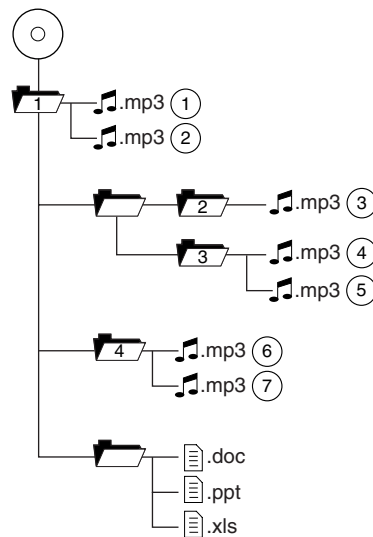 1 .mp3 1
.mp3 2
2 .mp3 3
3 .mp3 4
.mp3 5
4 .mp3 6
.mp3 7
.doc
.ppt
.xls